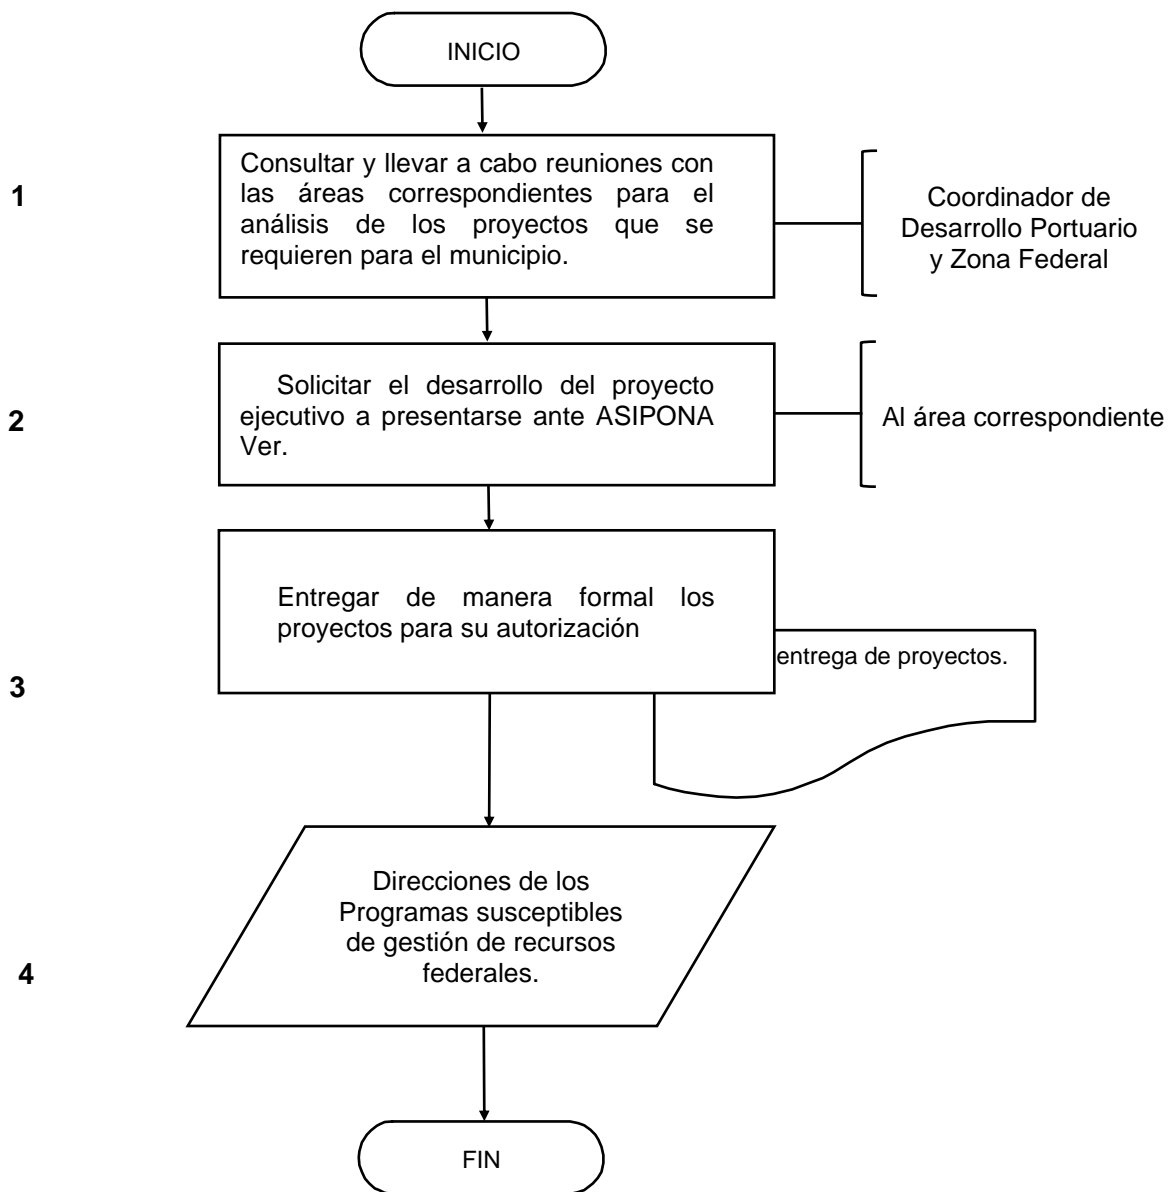 INICIO
1
Consultar y llevar a cabo reuniones con
las áreas correspondientes para el
análisis de los proyectos que se
requieren para el municipio.
Coordinador de
Desarrollo Portuario
y Zona Federal
2
Solicitar el desarrollo del proyecto
ejecutivo a presentarse ante ASIPONA
Ver.
Al área correspondiente
3
Entregar de manera formal los
proyectos para su autorización
entrega de proyectos.
4
Direcciones de los
Programas susceptibles
de gestión de recursos
federales.
FIN